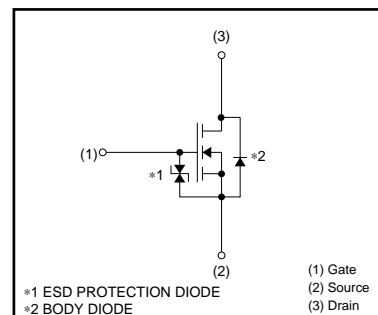 (3)
(1)
∗2
∗1
(2)
∗1 ESD PROTECTION DIODE
∗2 BODY DIODE
(1) Gate
(2) Source
(3) Drain